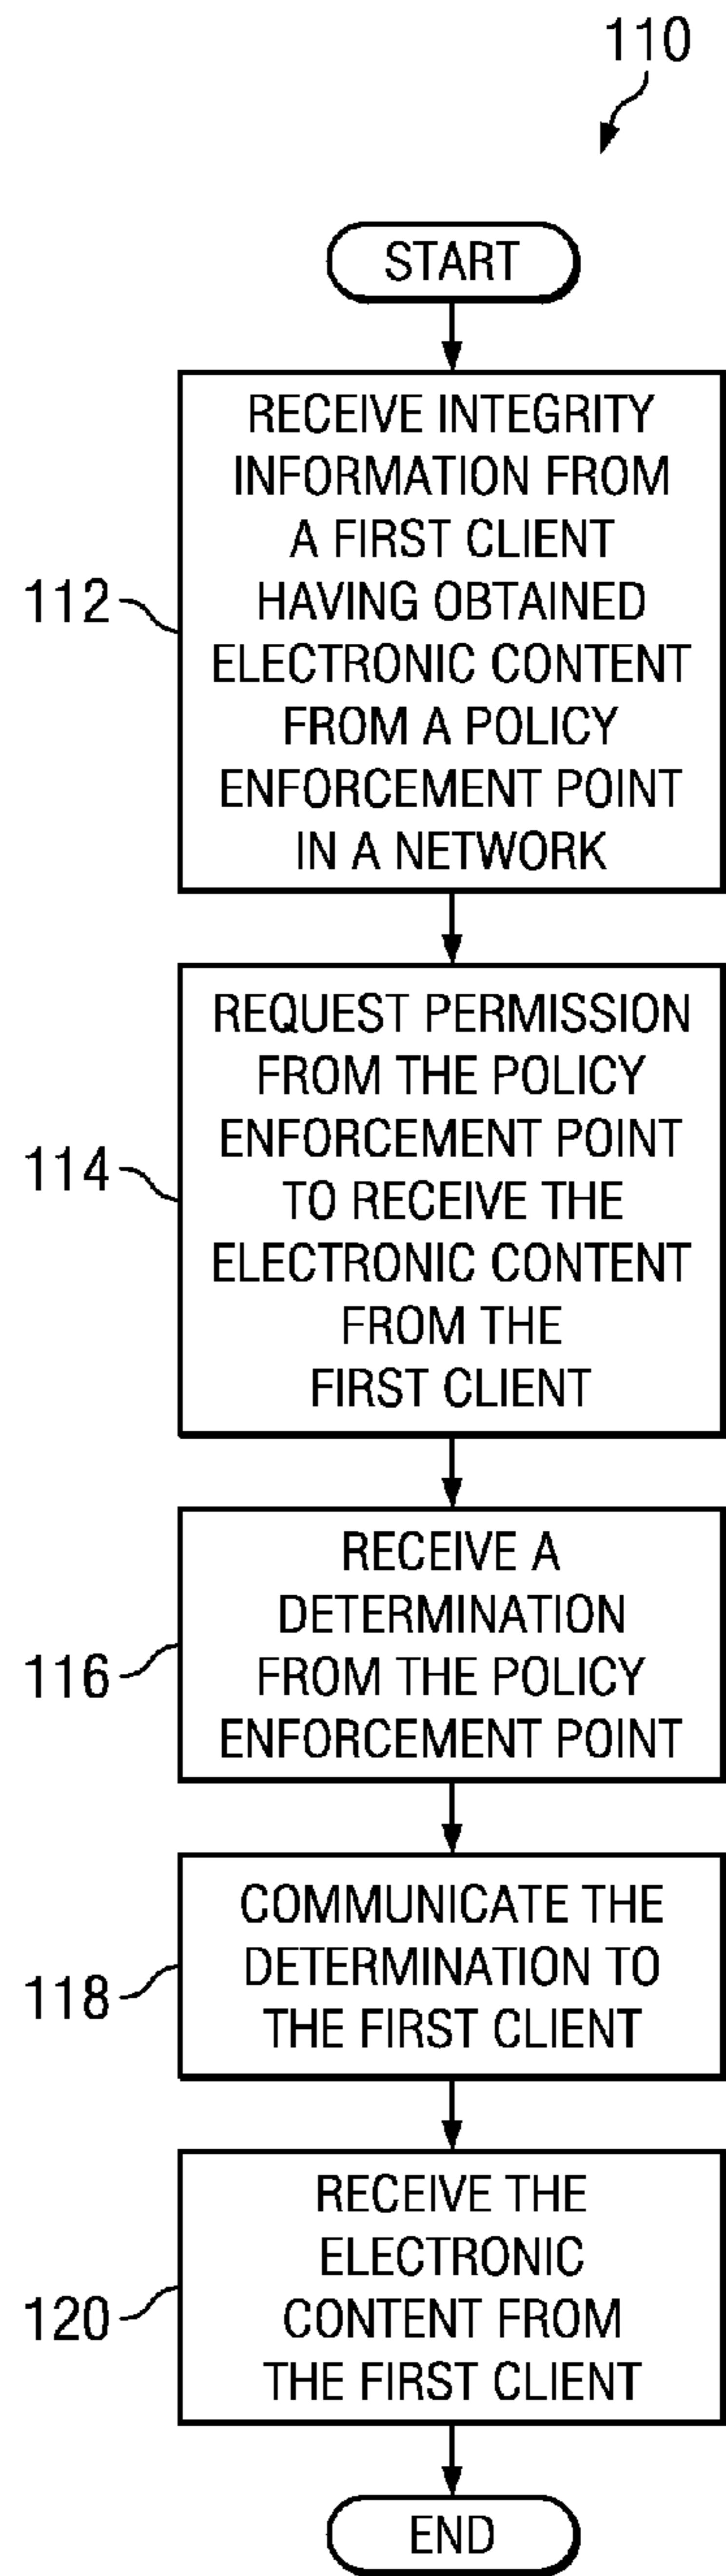 110
START
RECEIVE INTEGRITY
INFORMATION FROM
A FIRST CLIENT
HAVING OBTAINED
ELECTRONIC CONTENT
FROM A POLICY
ENFORCEMENT POINT
IN A NETWORK
112
REQUEST PERMISSION
FROM THE POLICY
ENFORCEMENT POINT
TO RECEIVE THE
ELECTRONIC CONTENT
FROM THE
FIRST CLIENT
114
RECEIVE A
DETERMINATION
FROM THE POLICY
ENFORCEMENT POINT
116
COMMUNICATE THE
DETERMINATION TO
THE FIRST CLIENT
118
RECEIVE THE
ELECTRONIC
CONTENT FROM
THE FIRST CLIENT
120
END